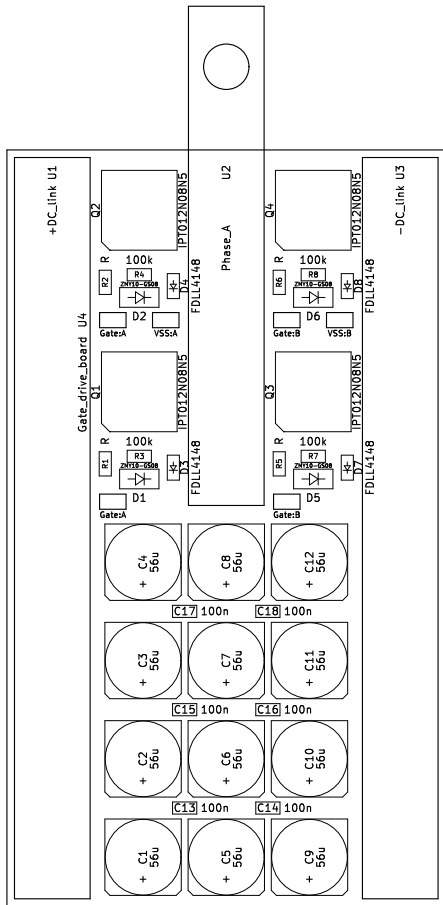 +DC_link U1
Phase_A U2
-DC_link U3
Gate_drive_board U4
Q2
IPT012N08N5
Q4
IPT012N08N5
R
100k
R2
R4
ZMY10-GS08
D2
D4
FDLL4148
Gate:A
VSS:A
R
100k
R6
R8
ZMY10-GS08
D6
D8
FDLL4148
Gate:B
VSS:B
Q1
IPT012N08N5
Q3
IPT012N08N5
R
100k
R1
R3
ZMY10-GS08
D1
D3
FDLL4148
Gate:A
R
100k
R5
R7
ZMY10-GS08
D5
D7
FDLL4148
Gate:B
+ C4 56u
+ C8 56u
+ C12 56u
C17 100n
C18 100n
+ C3 56u
+ C7 56u
+ C11 56u
C15 100n
C16 100n
+ C2 56u
+ C6 56u
+ C10 56u
C13 100n
C14 100n
+ C1 56u
+ C5 56u
+ C9 56u